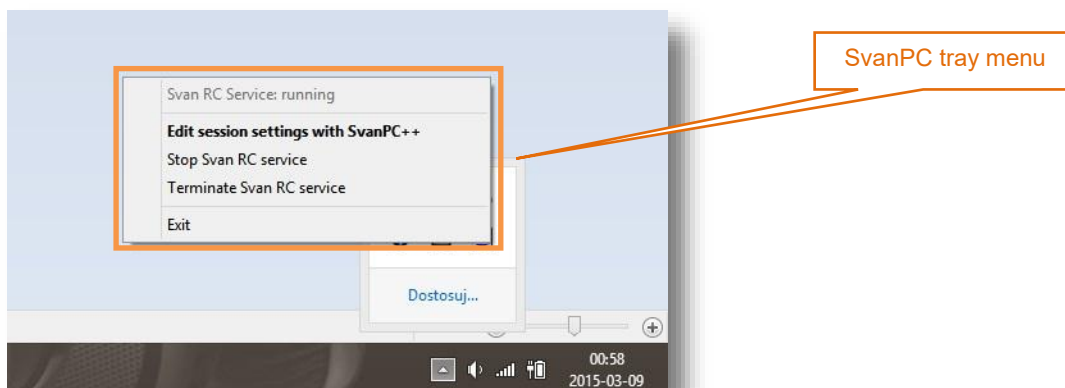 SvanPC tray menu
Svan RC Service: running
Edit session settings with SvanPC++
Stop Svan RC service
Terminate Svan RC service
Exit
Dostosuj...
00:58
2015-03-09